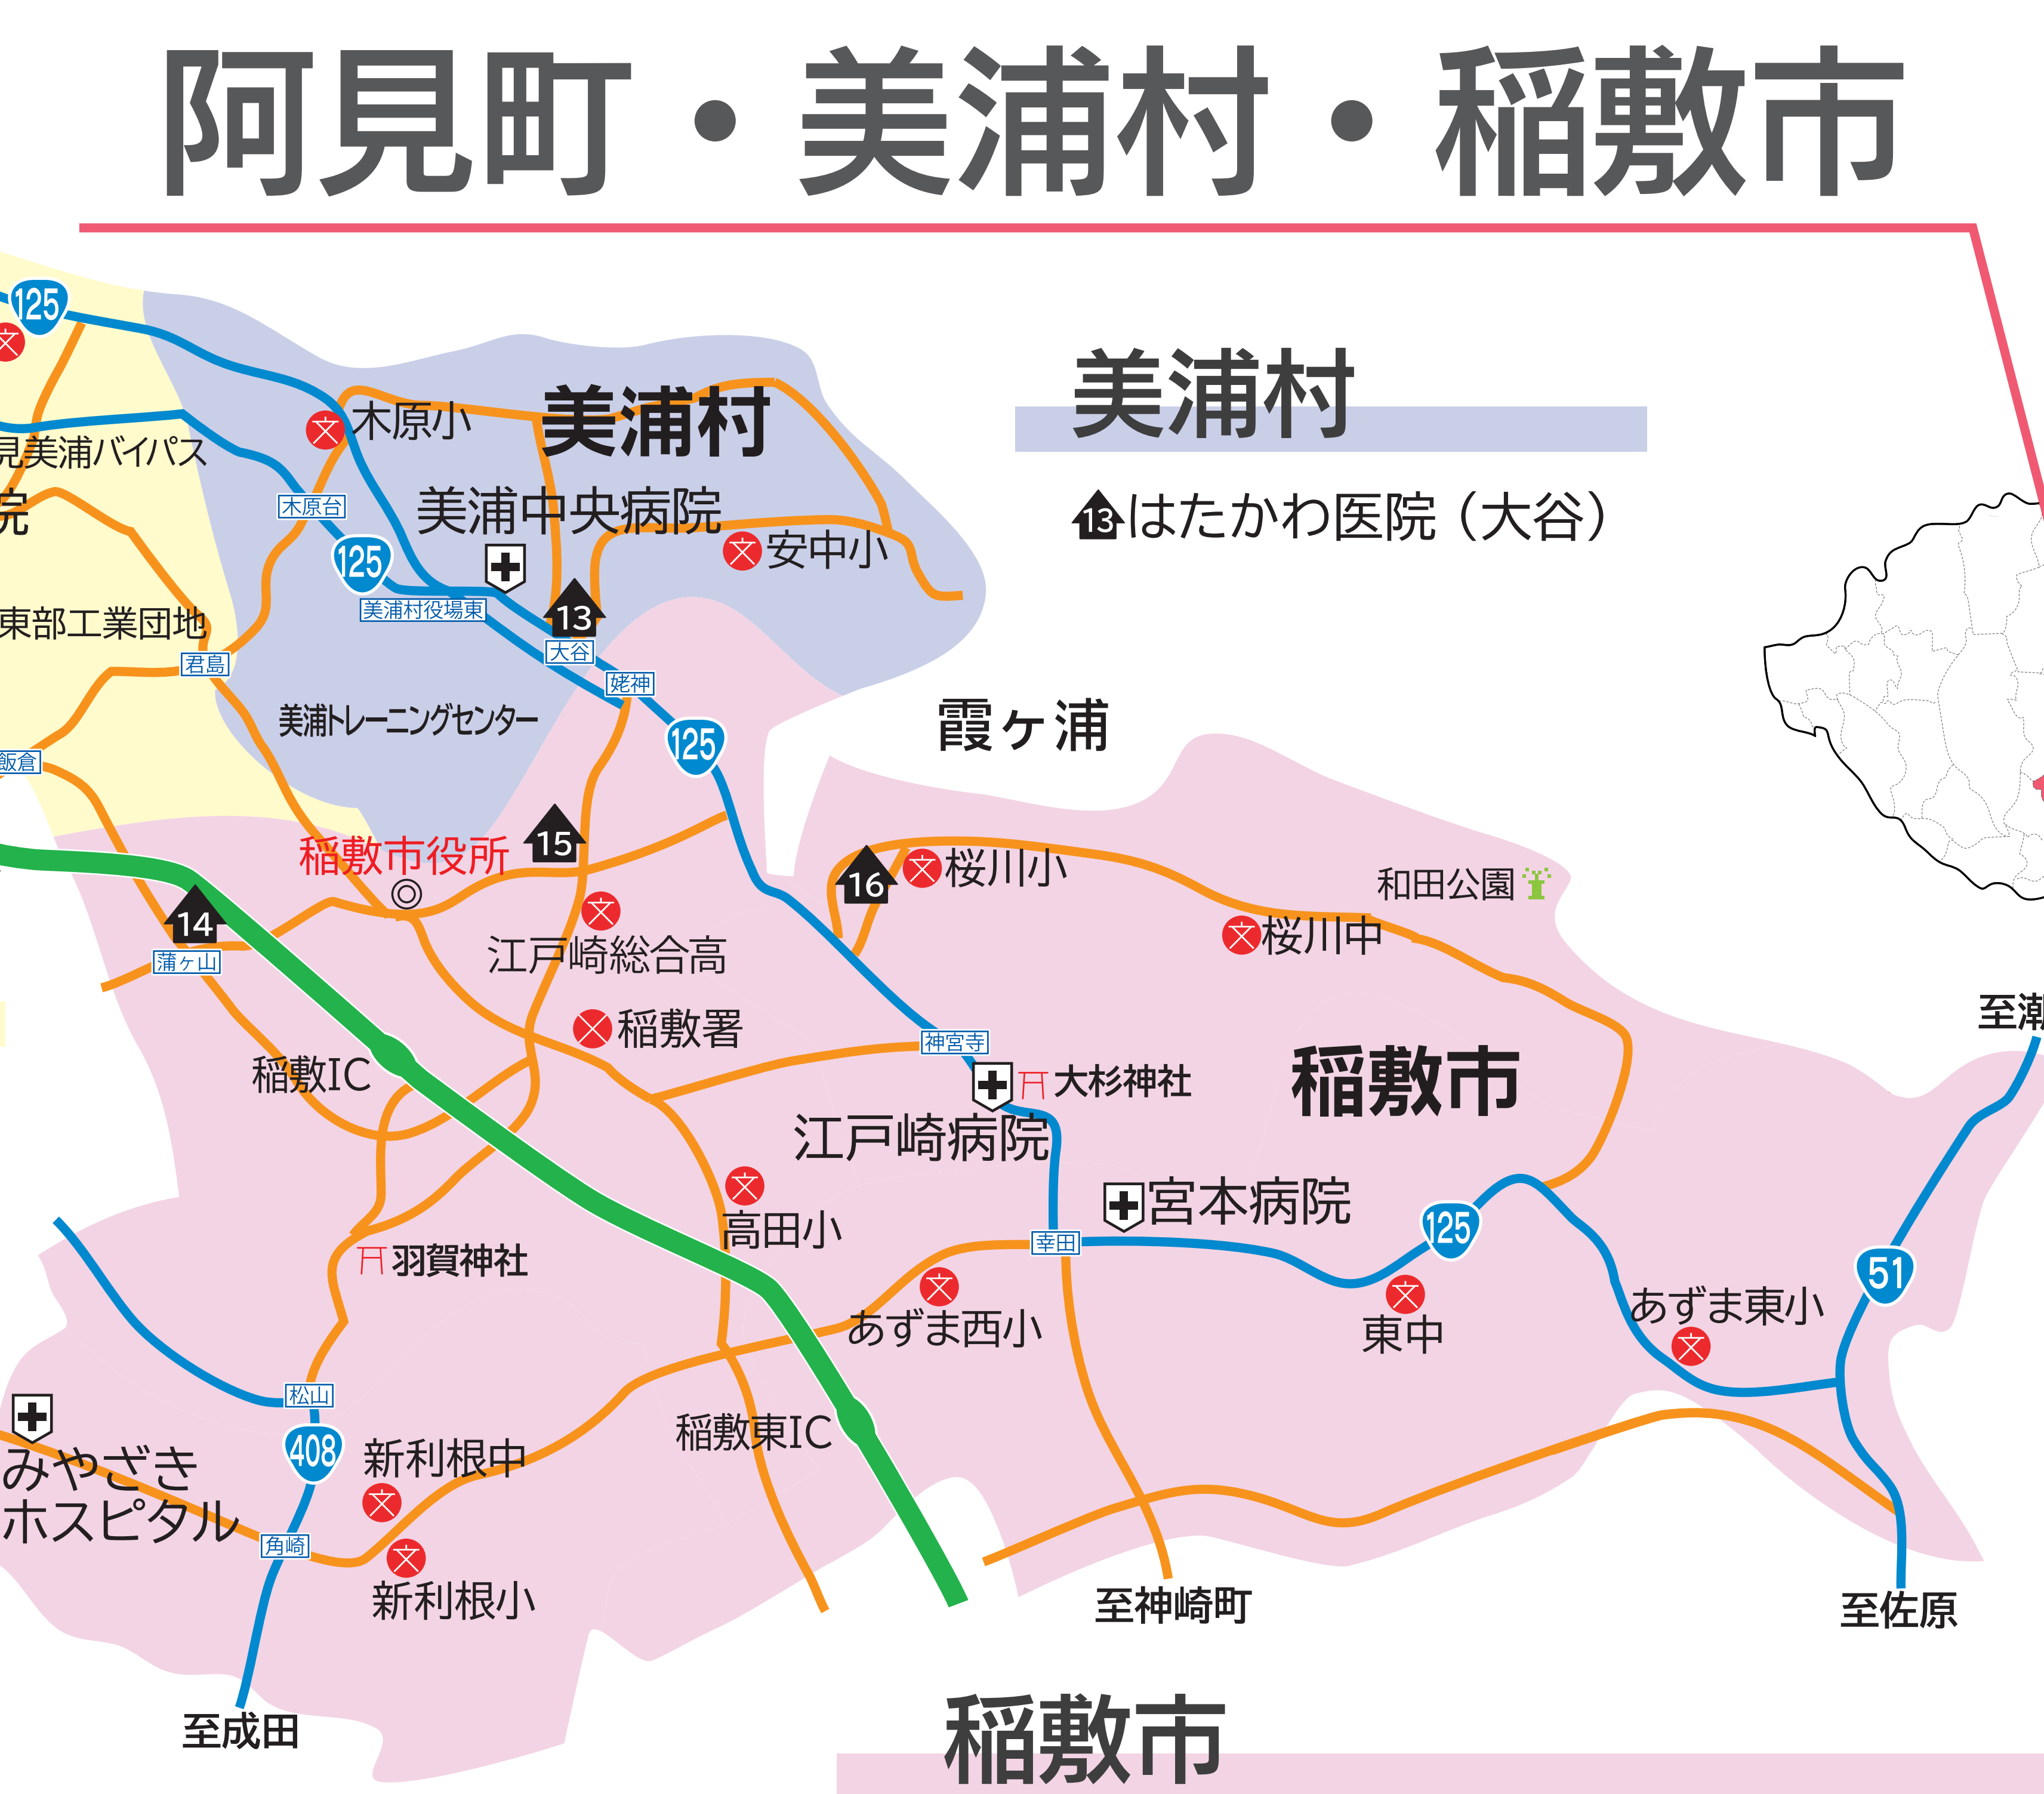 阿見町・美浦村・稲敷市
125
美浦村
木原小
美浦村
見美浦バイパス
木原台
美浦中央病院
院
13 はたかわ医院（大谷）
125
安中小
美浦村役場東
13
東部工業団地
大谷
君島
姥神
美浦トレーニングセンター
霞ヶ浦
125
飯倉
15
稲敷市役所
16
桜川小
和田公園
14
桜川中
江戸崎総合高
蒲ヶ山
至潮
稲敷署
神宮寺
稲敷IC
大杉神社
稲敷市
江戸崎病院
宮本病院
高田小
125
幸田
羽賀神社
51
あずま西小
東中
あずま東小
松山
稲敷東IC
408
新利根中
みやざき
ホスピタル
角崎
新利根小
至神崎町
至佐原
至成田
稲敷市